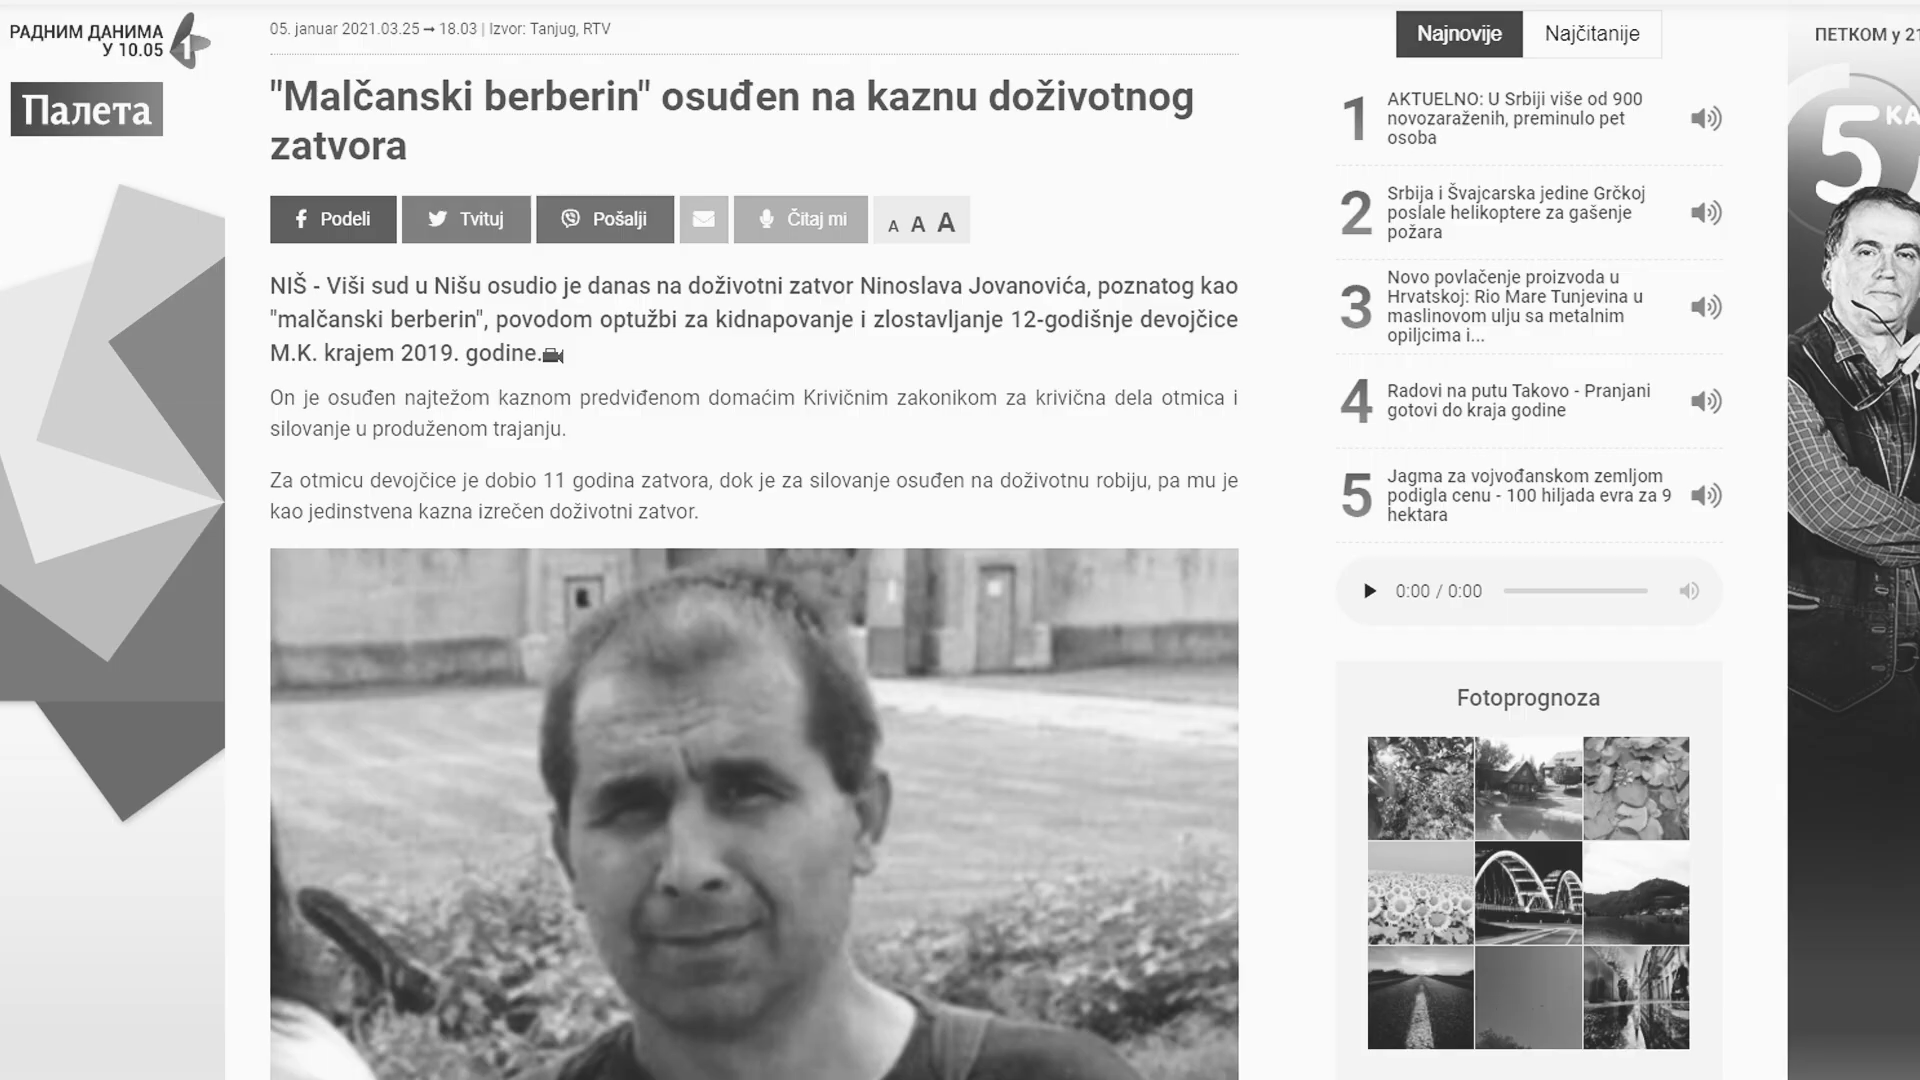 РАДНИМ ДАНИМА
У 10.05
1
Палета
05. januar 2021.03.25 ➞ 18.03 | Izvor: Tanjug, RTV
"Malčanski berberin" osuđen na kaznu doživotnog
zatvora
Podeli
Tvituj
Pošalji
Čitaj mi
A A A
NIŠ - Viši sud u Nišu osudio je danas na doživotni zatvor Ninoslava Jovanovića, poznatog kao
"malčanski berberin", povodom optužbi za kidnapovanje i zlostavljanje 12-godišnje devojčice
M.K. krajem 2019. godine.
On je osuđen najtežom kaznom predviđenom domaćim Krivičnim zakonikom za krivična dela otmica i
silovanje u produženom trajanju.
Za otmicu devojčice je dobio 11 godina zatvora, dok je za silovanje osuđen na doživotnu robiju, pa mu je
kao jedinstvena kazna izrečen doživotni zatvor.
Najnovije
Najčitanije
1
AKTUELNO: U Srbiji više od 900
novozaraženih, preminulo pet
osoba
2
Srbija i Švajcarska jedine Grčkoj
poslale helikoptere za gašenje
požara
3
Novo povlačenje proizvoda u
Hrvatskoj: Rio Mare Tunjevina u
maslinovom ulju sa metalnim
opiljcima i...
4
Radovi na putu Takovo - Pranjani
gotovi do kraja godine
5
Jagma za vojvođanskom zemljom
podigla cenu - 100 hiljada evra za 9
hektara
0:00 / 0:00
Fotoprognoza
ПЕТКОМ у 21
5
КА